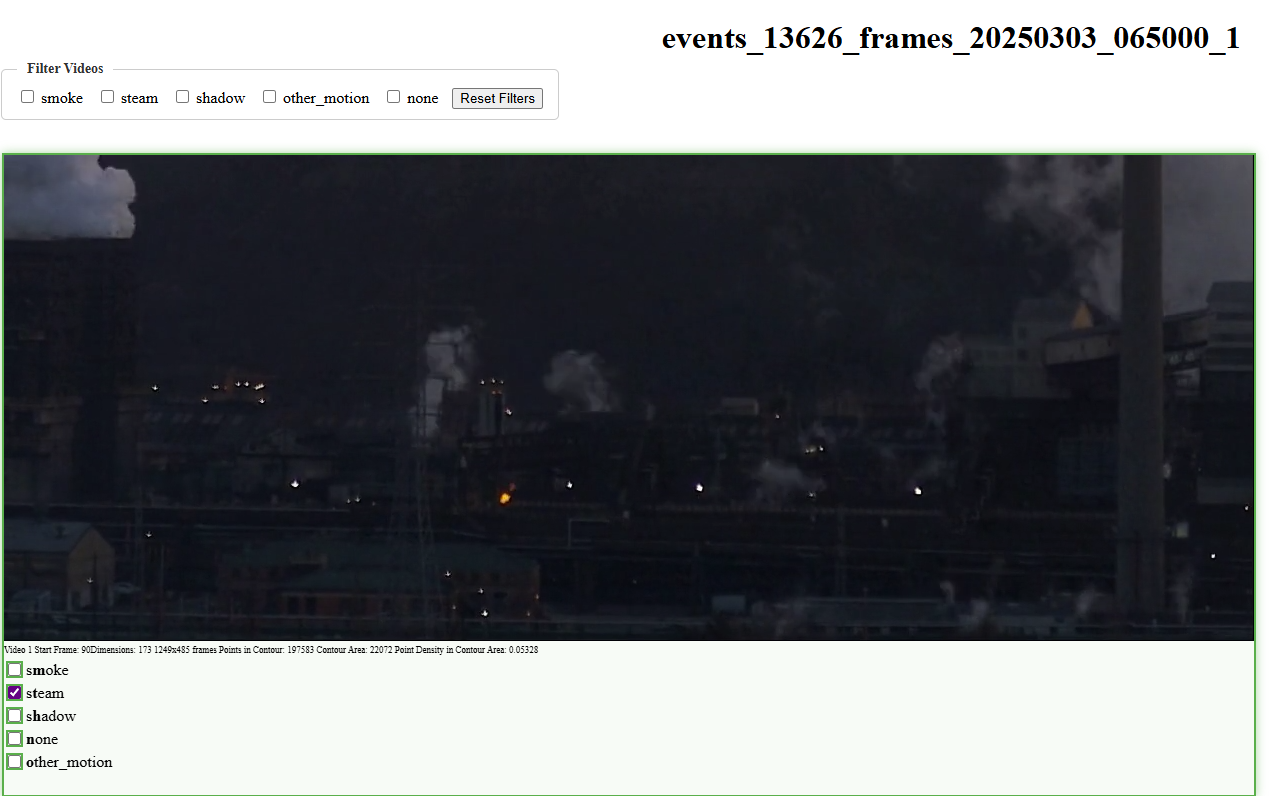 events_13626_frames_20250303_065000_1
Filter Videos
smoke steam shadow other_motion none Reset Filters
Video 1 Start Frame: 90Dimensions: 173 1249x485 frames Points in Contour: 197583 Contour Area: 22072 Point Density in Contour Area: 0.05328
smoke
steam
shadow
none
other_motion